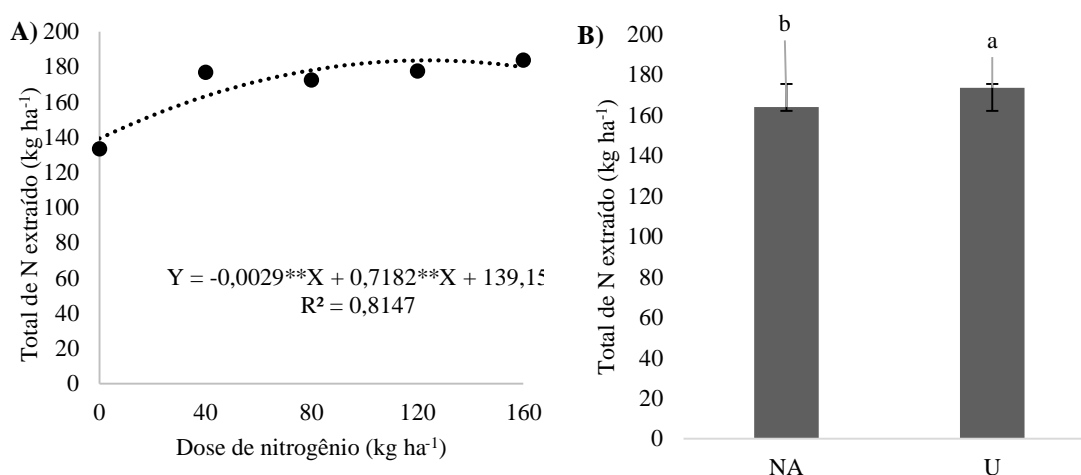 A)
Total de N extraído (kg ha⁻¹)
200
180
160
140
120
100
80
60
40
20
0
Y = -0,0029**X + 0,7182**X + 139,15
R² = 0,8147
0 40 80 120 160
Dose de nitrogênio (kg ha⁻¹)
B)
Total de N extraído (kg ha⁻¹)
200
180
160
140
120
100
80
60
40
20
0
b
a
NA U